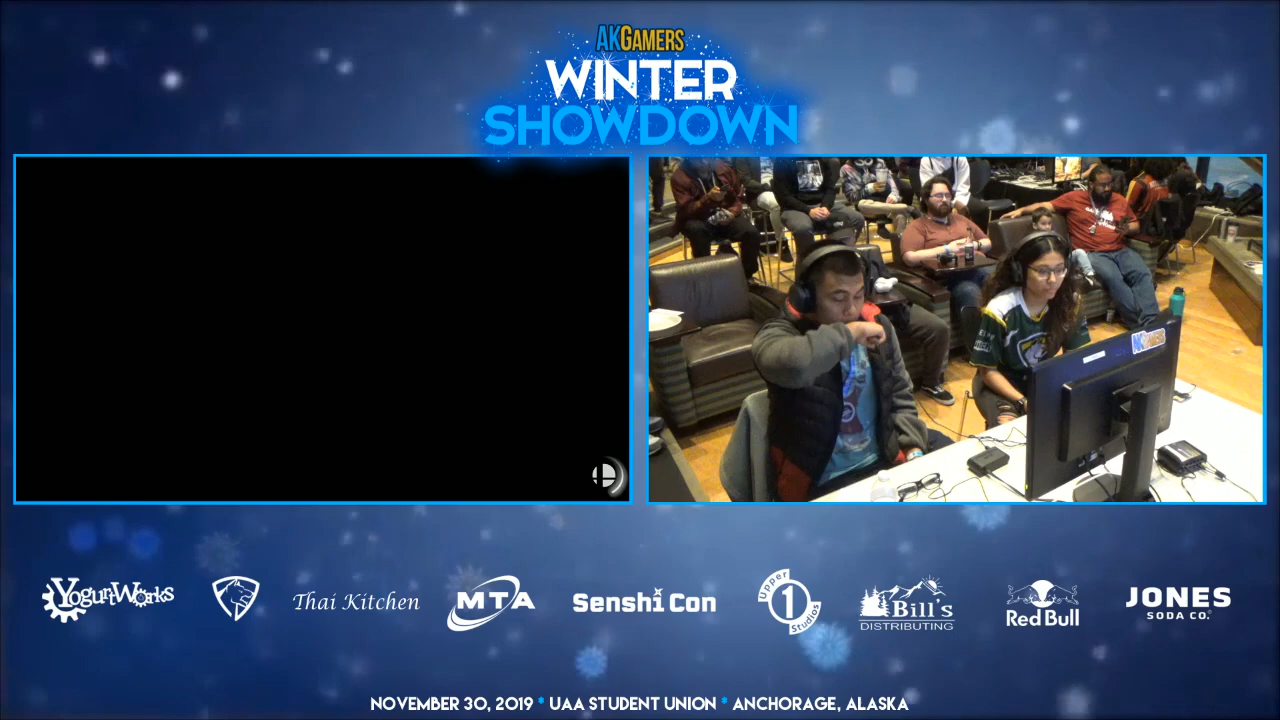 AKGAMERS
WINTER
SHOWDOWN
AKGAMERS
YogurtWorks
Thai Kitchen
MTA
Senshi Con
Upper
1
Studios
Bill's
DISTRIBUTING
Red Bull
JONES
SODA CO.
NOVEMBER 30, 2019 * UAA STUDENT UNION * ANCHORAGE, ALASKA